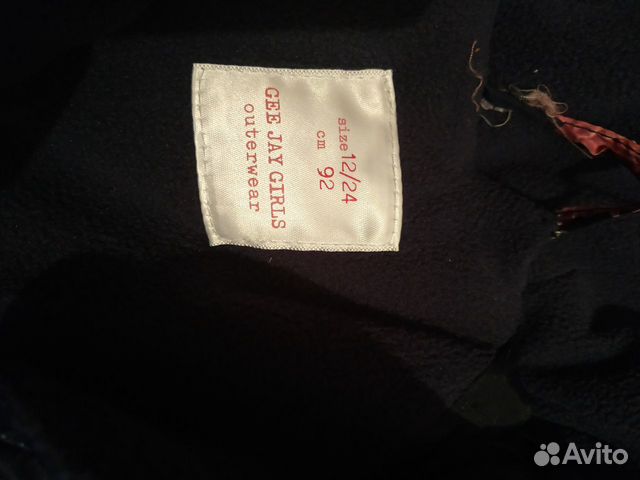 size 12/24
cm 92
GEE JAY GIRLS
outerwear
Avito